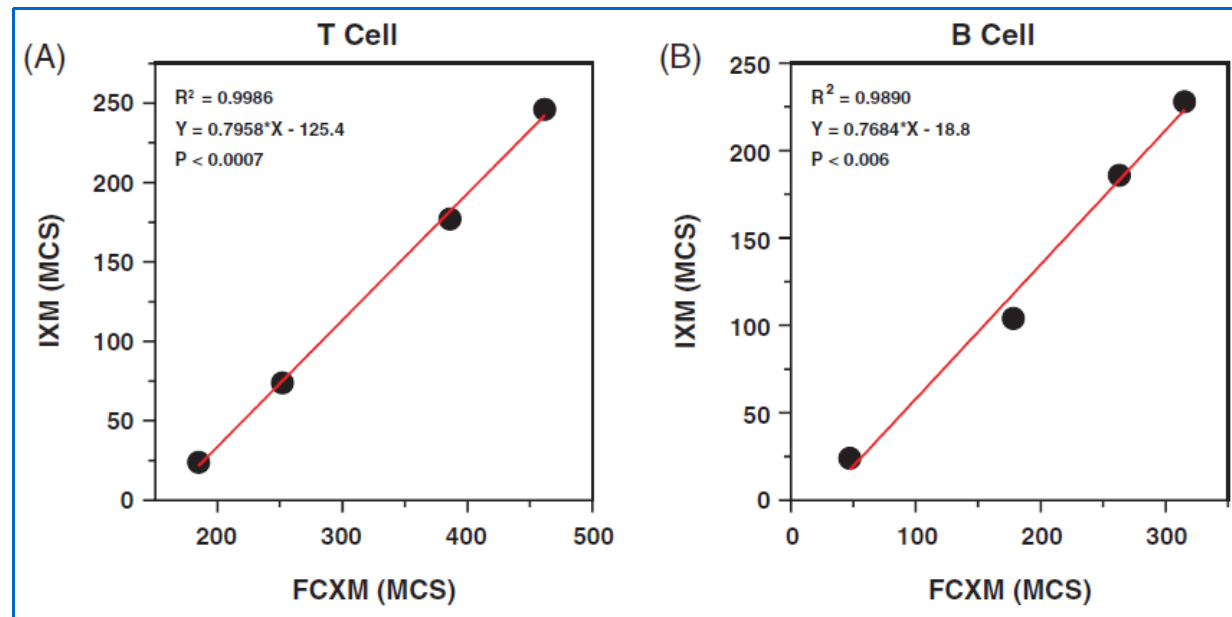 T Cell
(A)
R² = 0.9986
Y = 0.7958*X - 125.4
P < 0.0007
250
200
150
100
50
0
IXM (MCS)
200 300 400 500
FCXM (MCS)
B Cell
(B)
R² = 0.9890
Y = 0.7684*X - 18.8
P < 0.006
250
200
150
100
50
0
IXM (MCS)
0 100 200 300
FCXM (MCS)